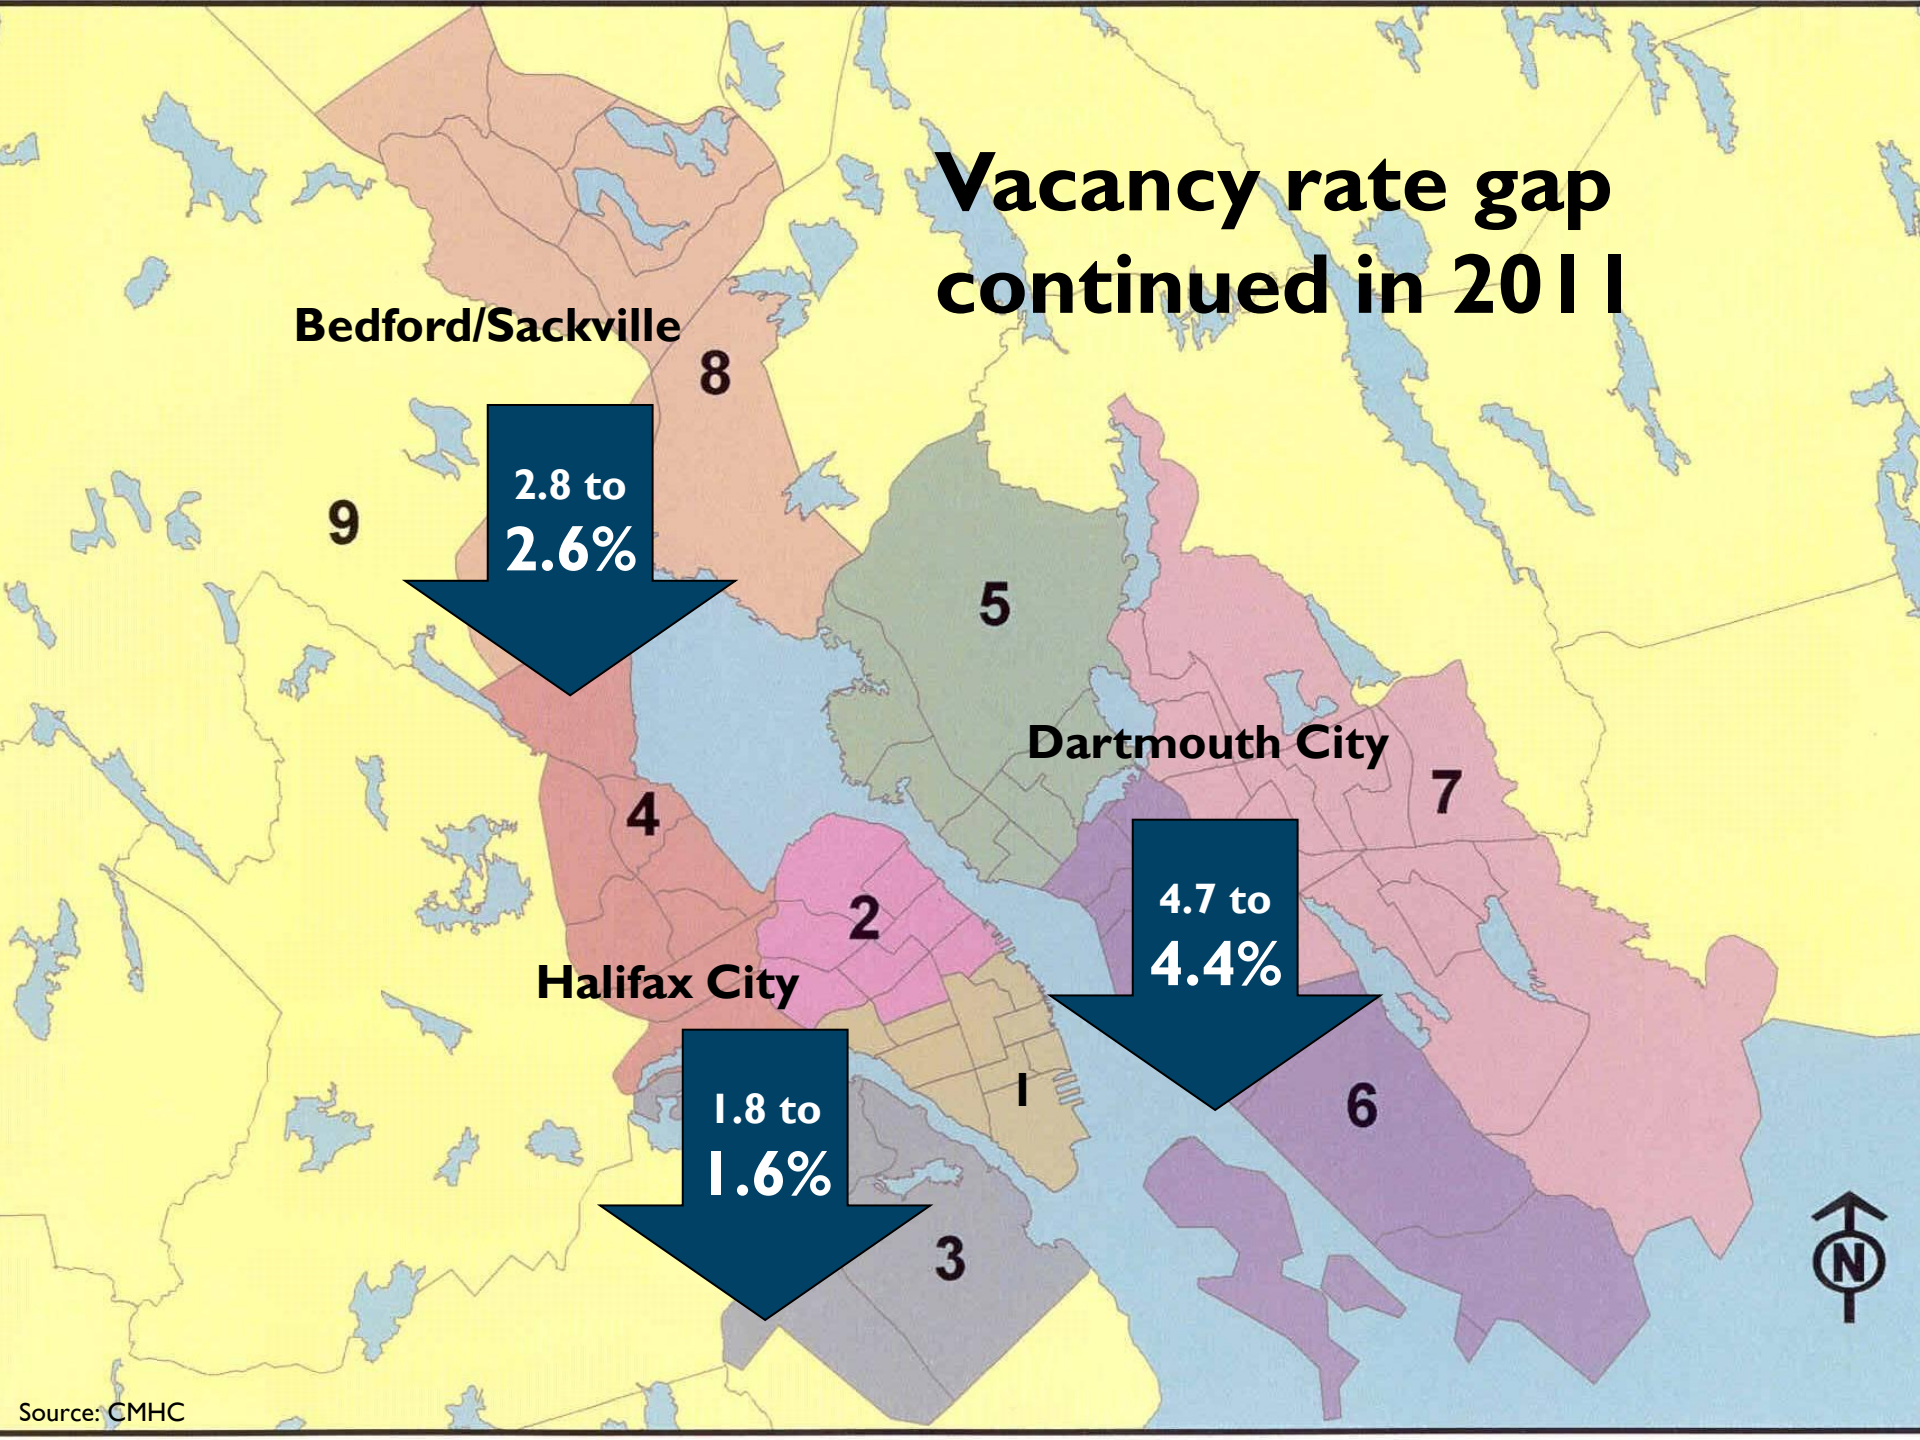 Vacancy rate gap
continued in 2011
Bedford/Sackville
8
2.8 to
2.6%
9
5
Dartmouth City
7
4
4.7 to
4.4%
2
Halifax City
1
1.8 to
1.6%
6
3
N
Source: CMHC